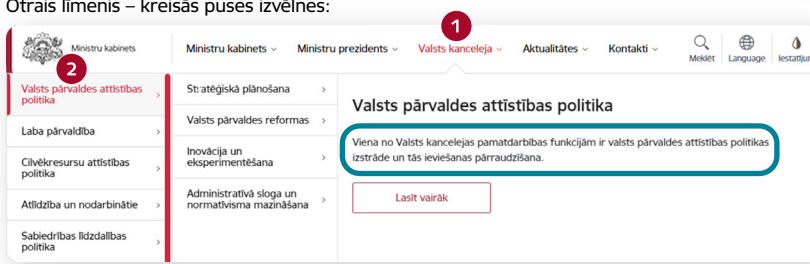 Otrais līmenis – kreisās puses izvēlnes:
1
Ministru kabinets
Ministru kabinets
Ministru prezidents
Valsts kanceleja
Aktualitātes
Kontakti
Meklēt
Language
Iestatījum
2
Valsts pārvaldes attīstības
politika
Laba pārvaldība
Cilvēkresursu attīstības
politika
Atlīdzība un nodarbinātie
Sabiedrības līdzdalības
politika
Stratēģiskā plānošana
Valsts pārvaldes reformas
Inovācija un
eksperimentēšana
Administratīvā sloga un
normatīvisma mazināšana
Valsts pārvaldes attīstības politika
Viena no Valsts kancelejas pamatdarbības funkcijām ir valsts pārvaldes attīstības politikas
izstrāde un tās ieviešanas pārraudzīšana.
Lasīt vairāk